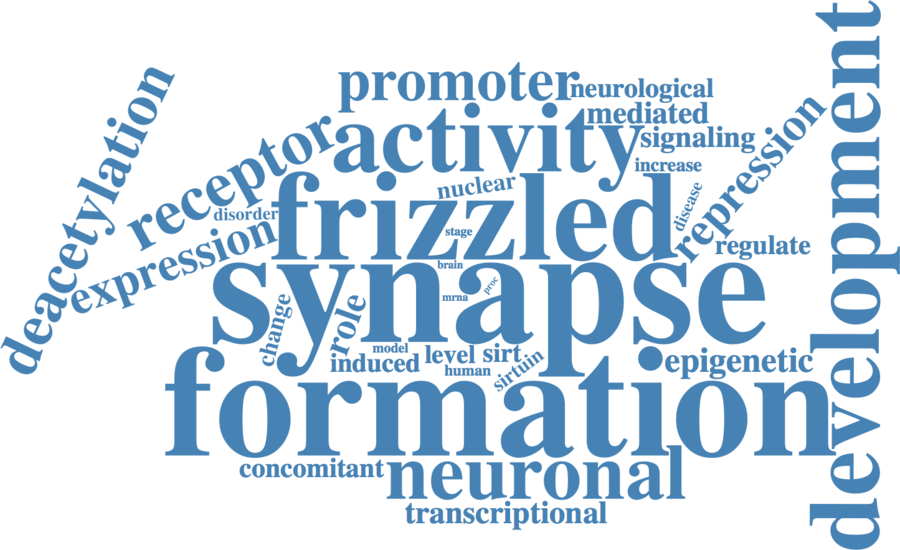 development
promoter
neurological
mediated
activity
signaling
deacetylation
receptor
increase
repression
nuclear
disease
disorder
frizzled
stage
regulate
expression
brain
synapse
proc
mrna
change
role
model
level sirt
induced
human
sirtuin
epigenetic
formation
concomitant
neuronal
transcriptional